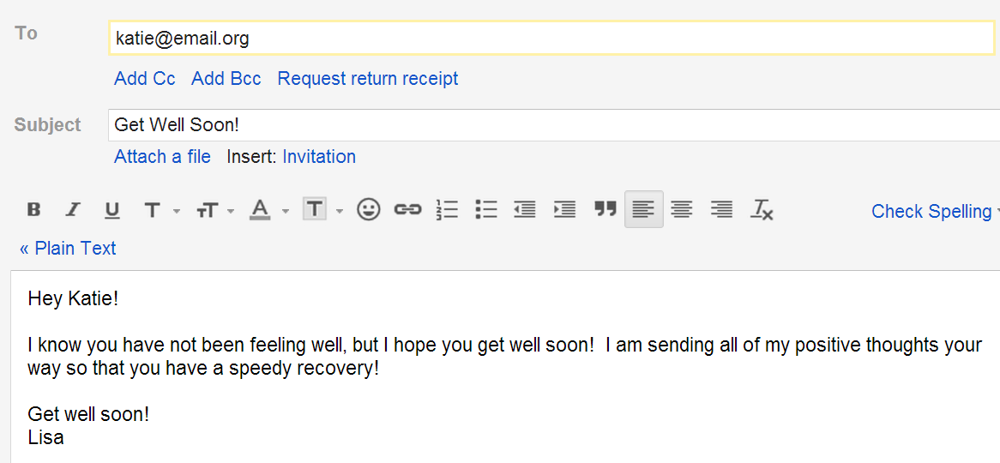 To
katie@email.org
Add Cc Add Bcc Request return receipt
Subject
Get Well Soon!
Attach a file Insert: Invitation
B I U T тT A T Tx
Check Spelling
« Plain Text
Hey Katie!
I know you have not been feeling well, but I hope you get well soon!  I am sending all of my positive thoughts your
way so that you have a speedy recovery!
Get well soon!
Lisa